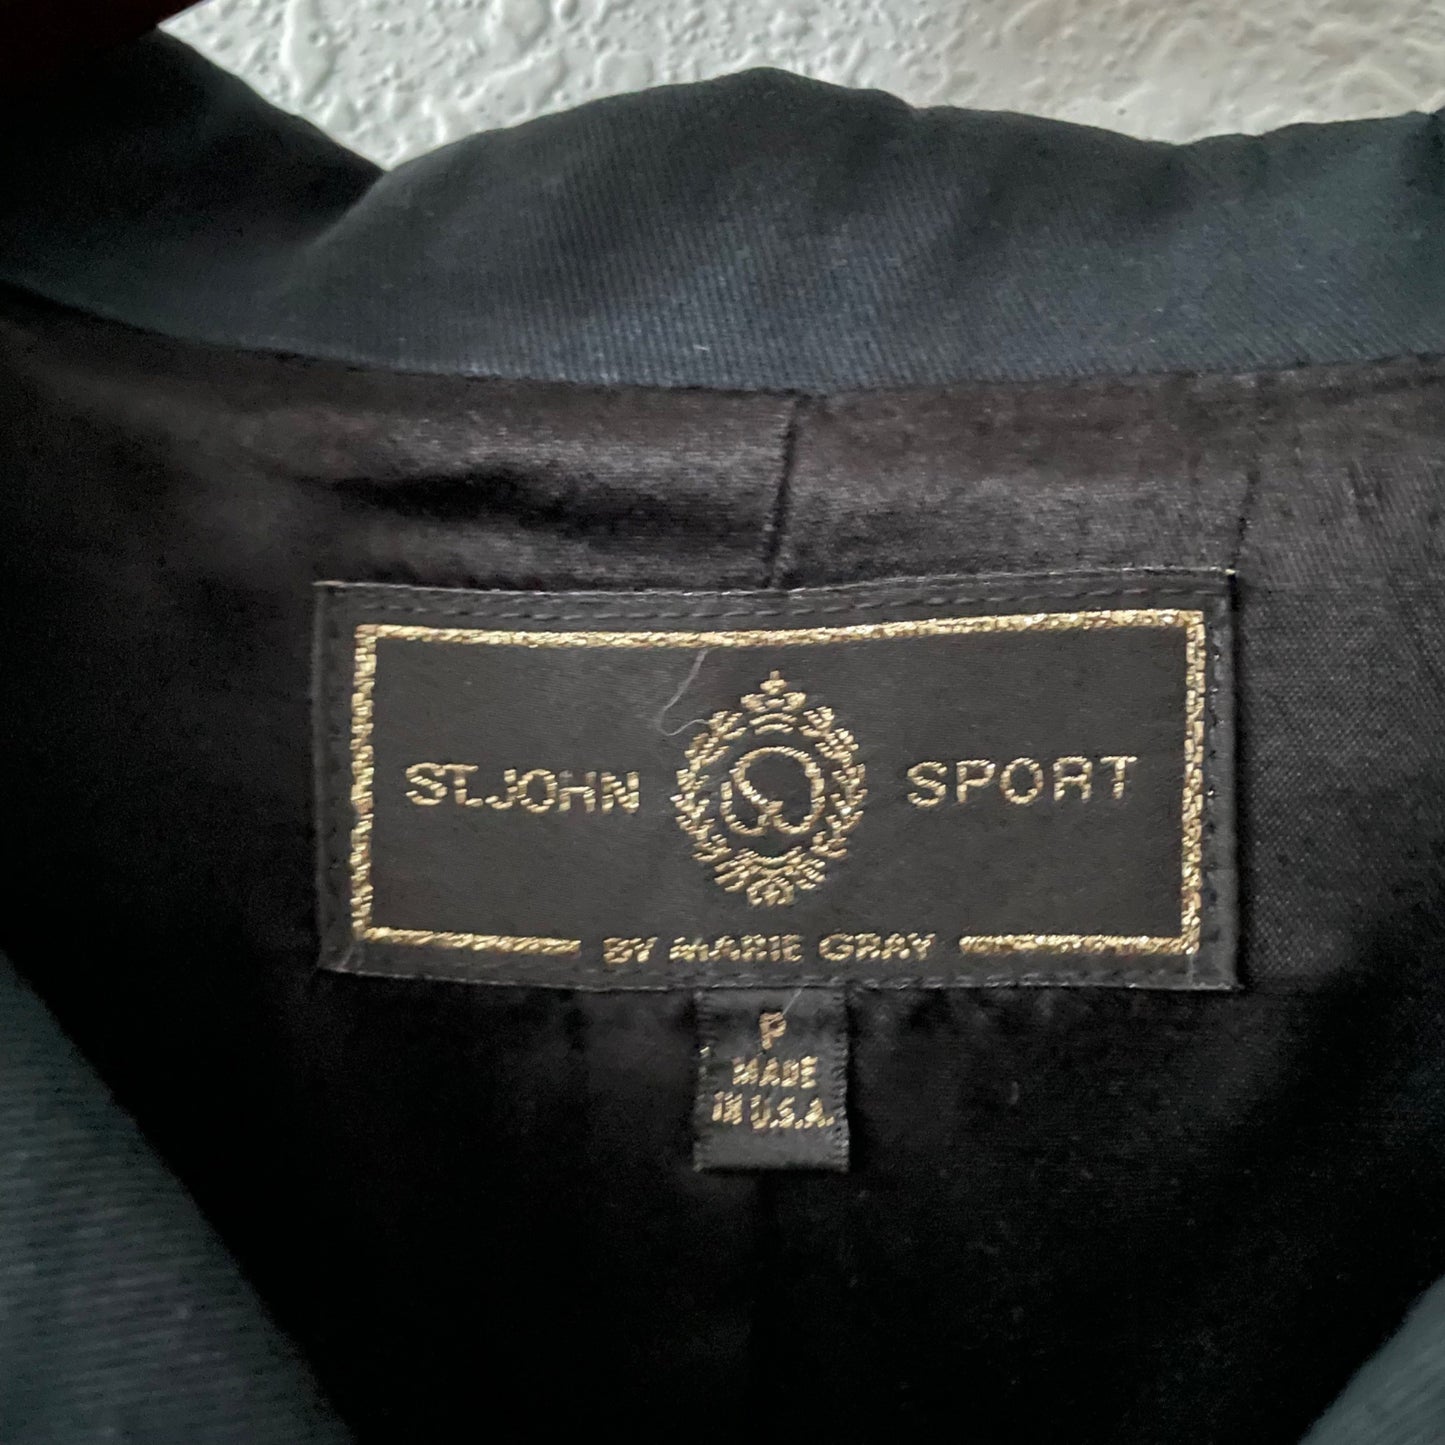 ST. JOHN SPORT
BY MARIE GRAY
P
MADE
IN U.S.A.